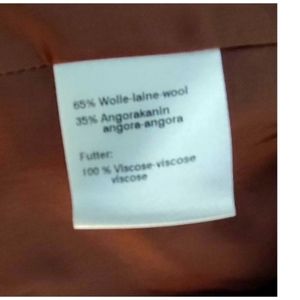 65% Wolle-laine-wool
35% Angorakanin
angora-angora
Futter:
100 % Viscose-viscose
viscose